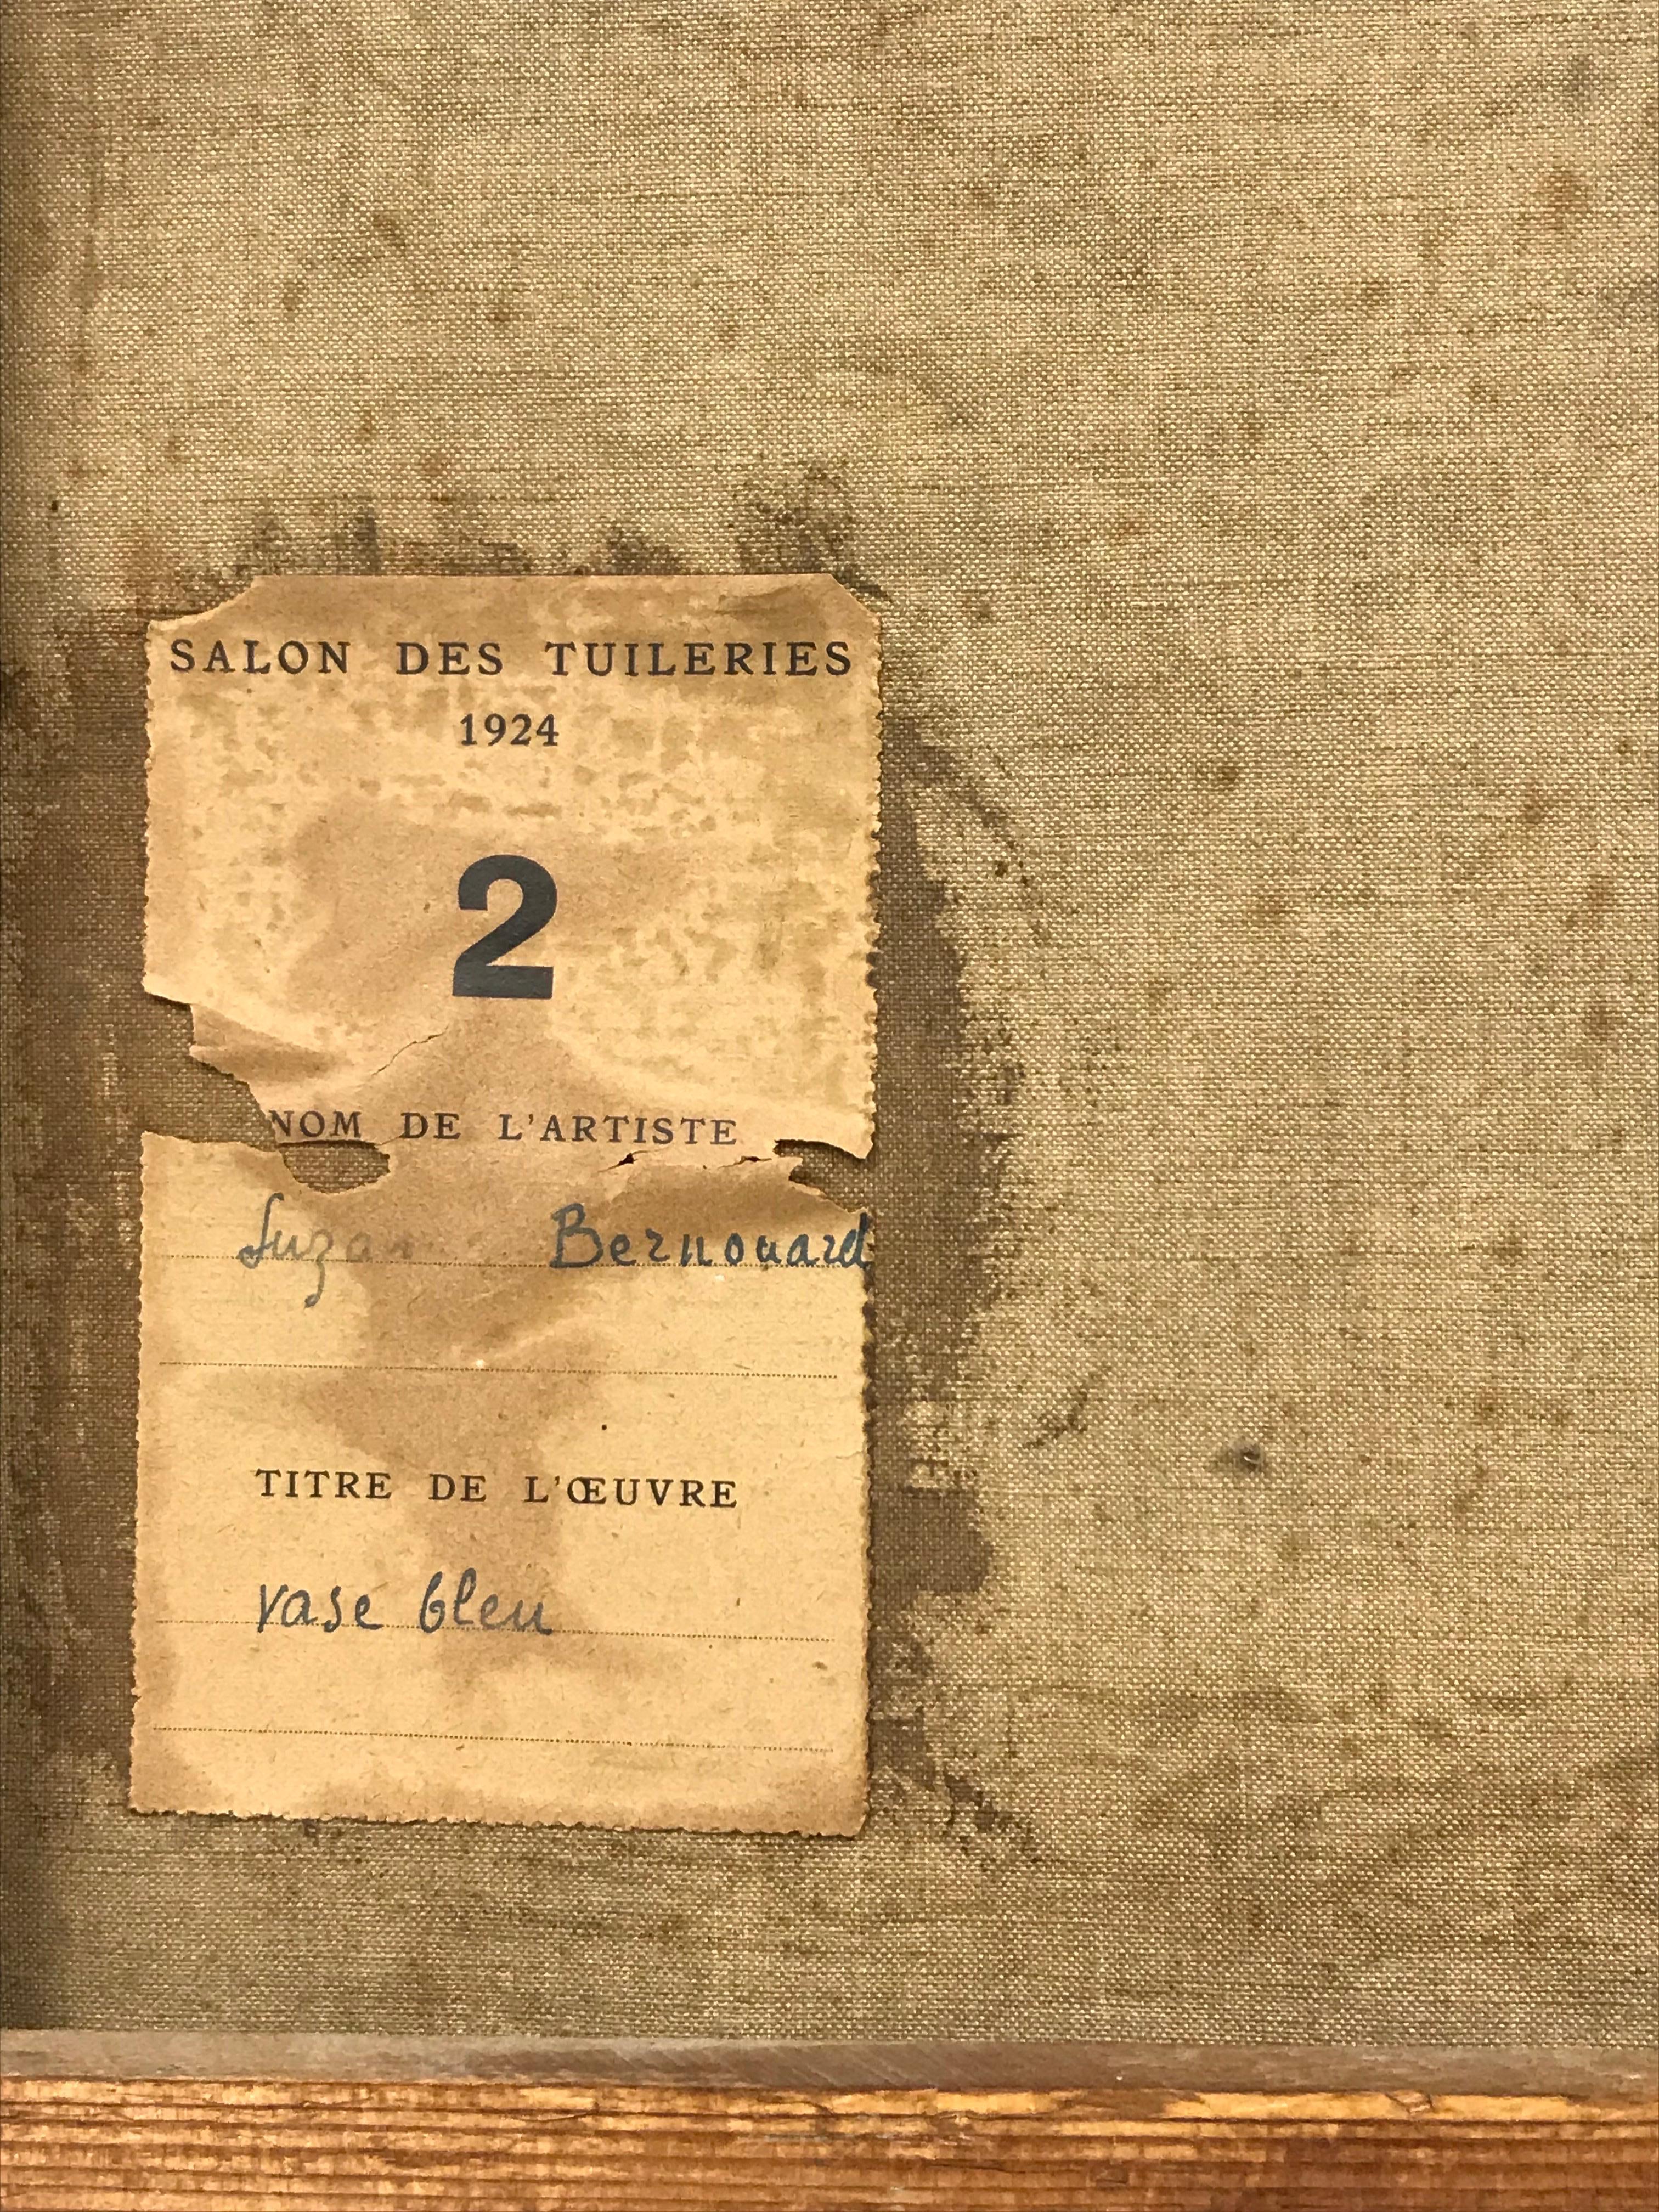 SALON DES TUILERIES
1924
2
NOM DE L'ARTISTE
Bernouard
TITRE DE L'ŒUVRE
vase bleu